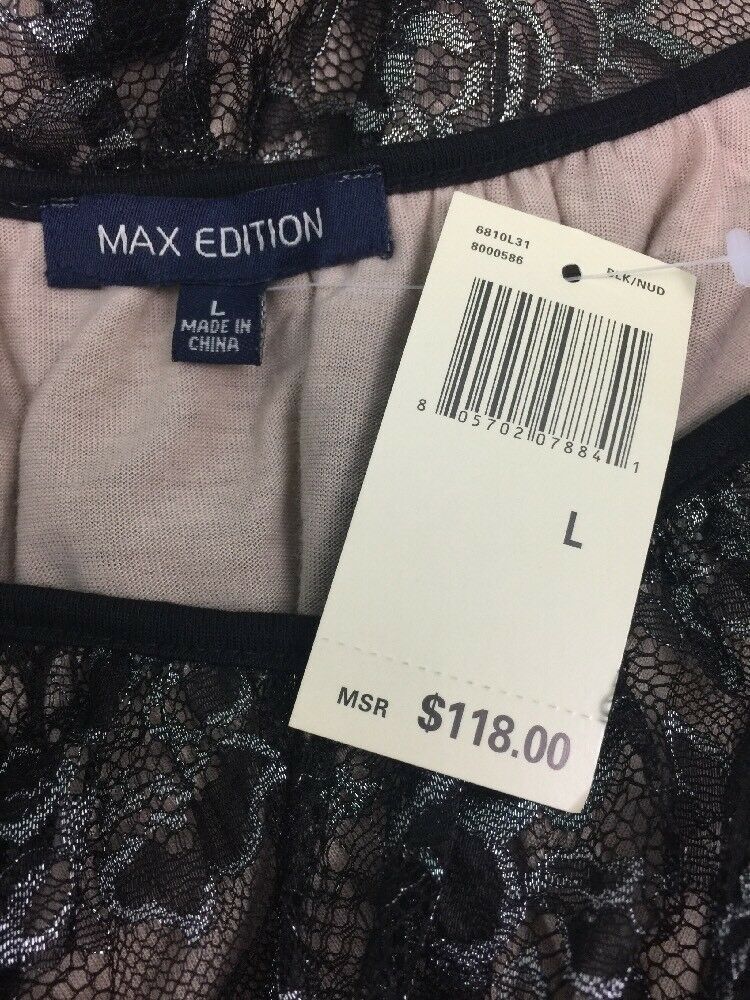 MAX EDITION
L
MADE IN
CHINA
6810L31
8000586
BLK/NUD
8 05702 07884 1
L
MSR $118.00